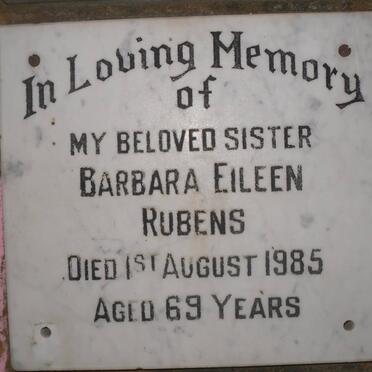 In Loving Memory
of
MY BELOVED SISTER
BARBARA EILEEN
RUBENS
DIED 1ST AUGUST 1985
AGED 69 YEARS